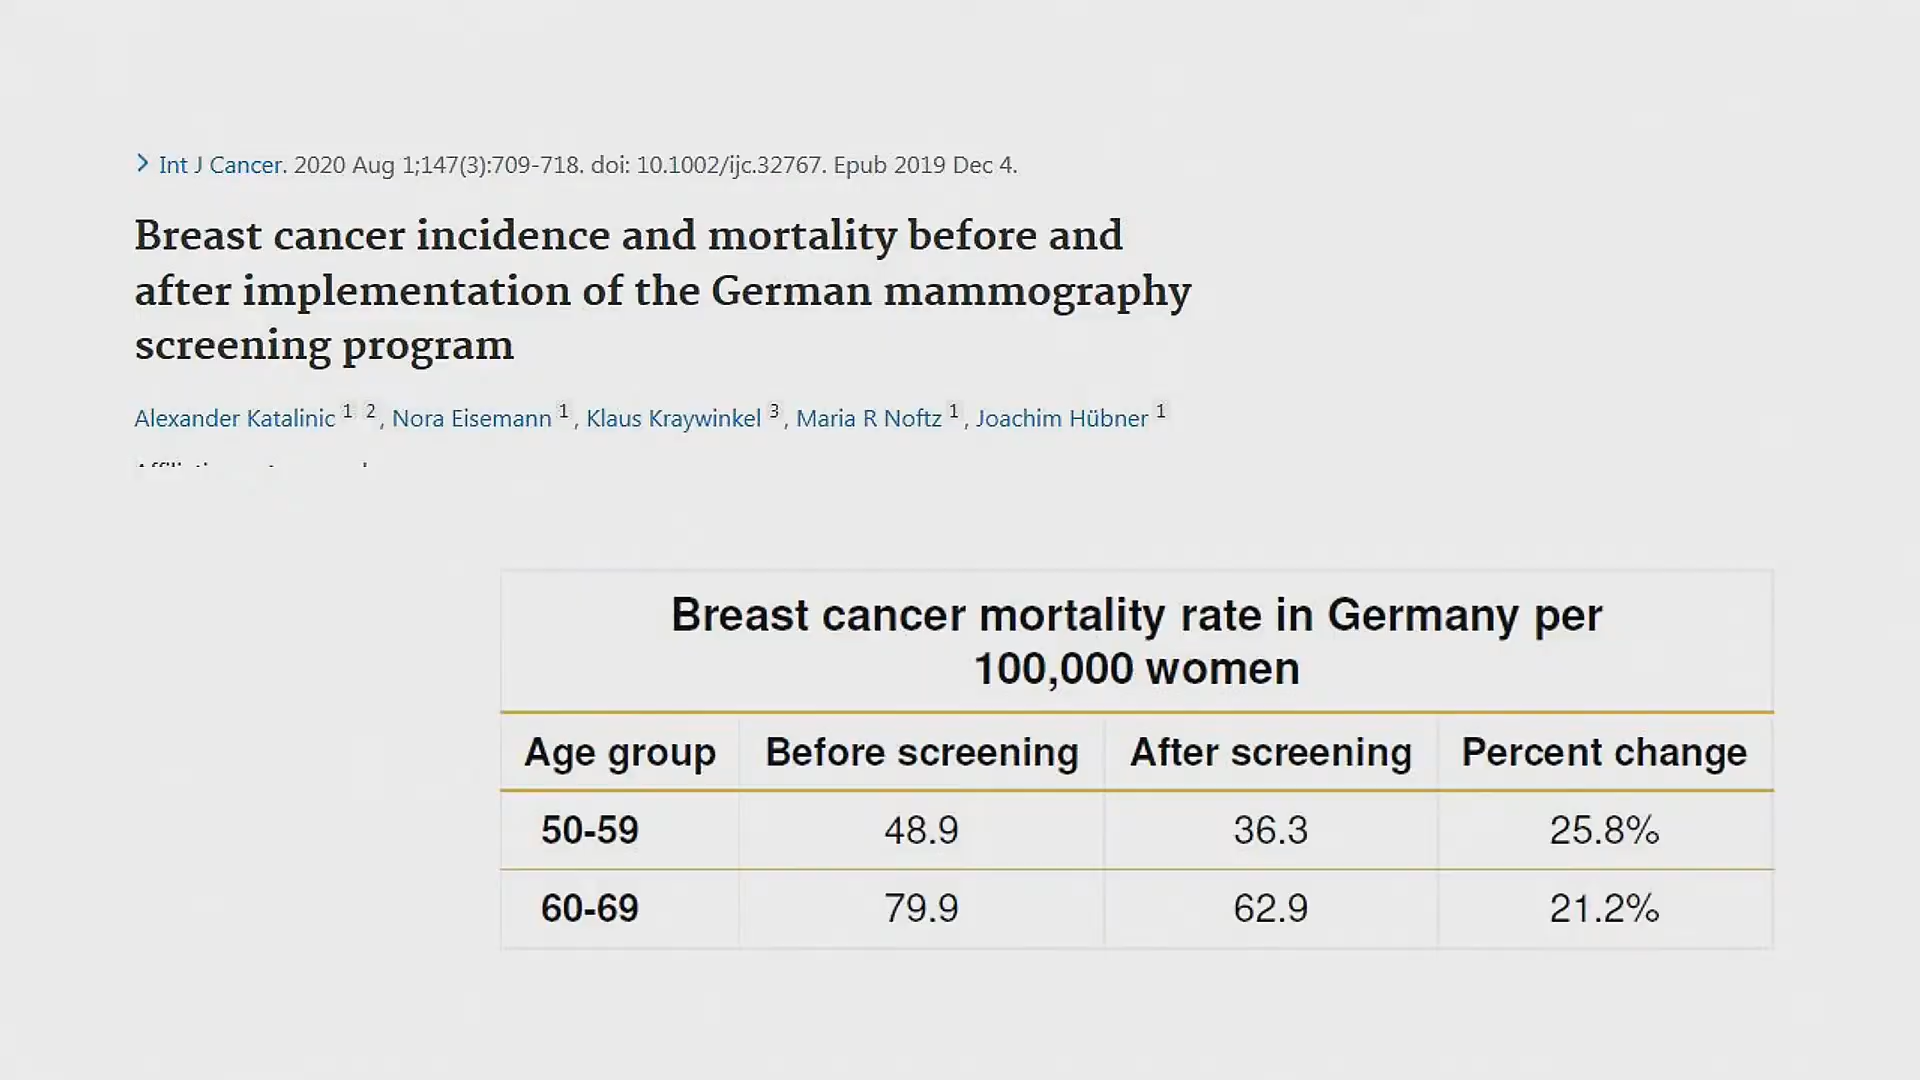 Int J Cancer. 2020 Aug 1;147(3):709-718. doi: 10.1002/ijc.32767. Epub 2019 Dec 4.
Breast cancer incidence and mortality before and
after implementation of the German mammography
screening program
Alexander Katalinic 1 2, Nora Eisemann 1, Klaus Kraywinkel 3, Maria R Noftz 1, Joachim Hübner 1
Breast cancer mortality rate in Germany per
100,000 women
Age group Before screening After screening Percent change
50-59 48.9 36.3 25.8%
60-69 79.9 62.9 21.2%